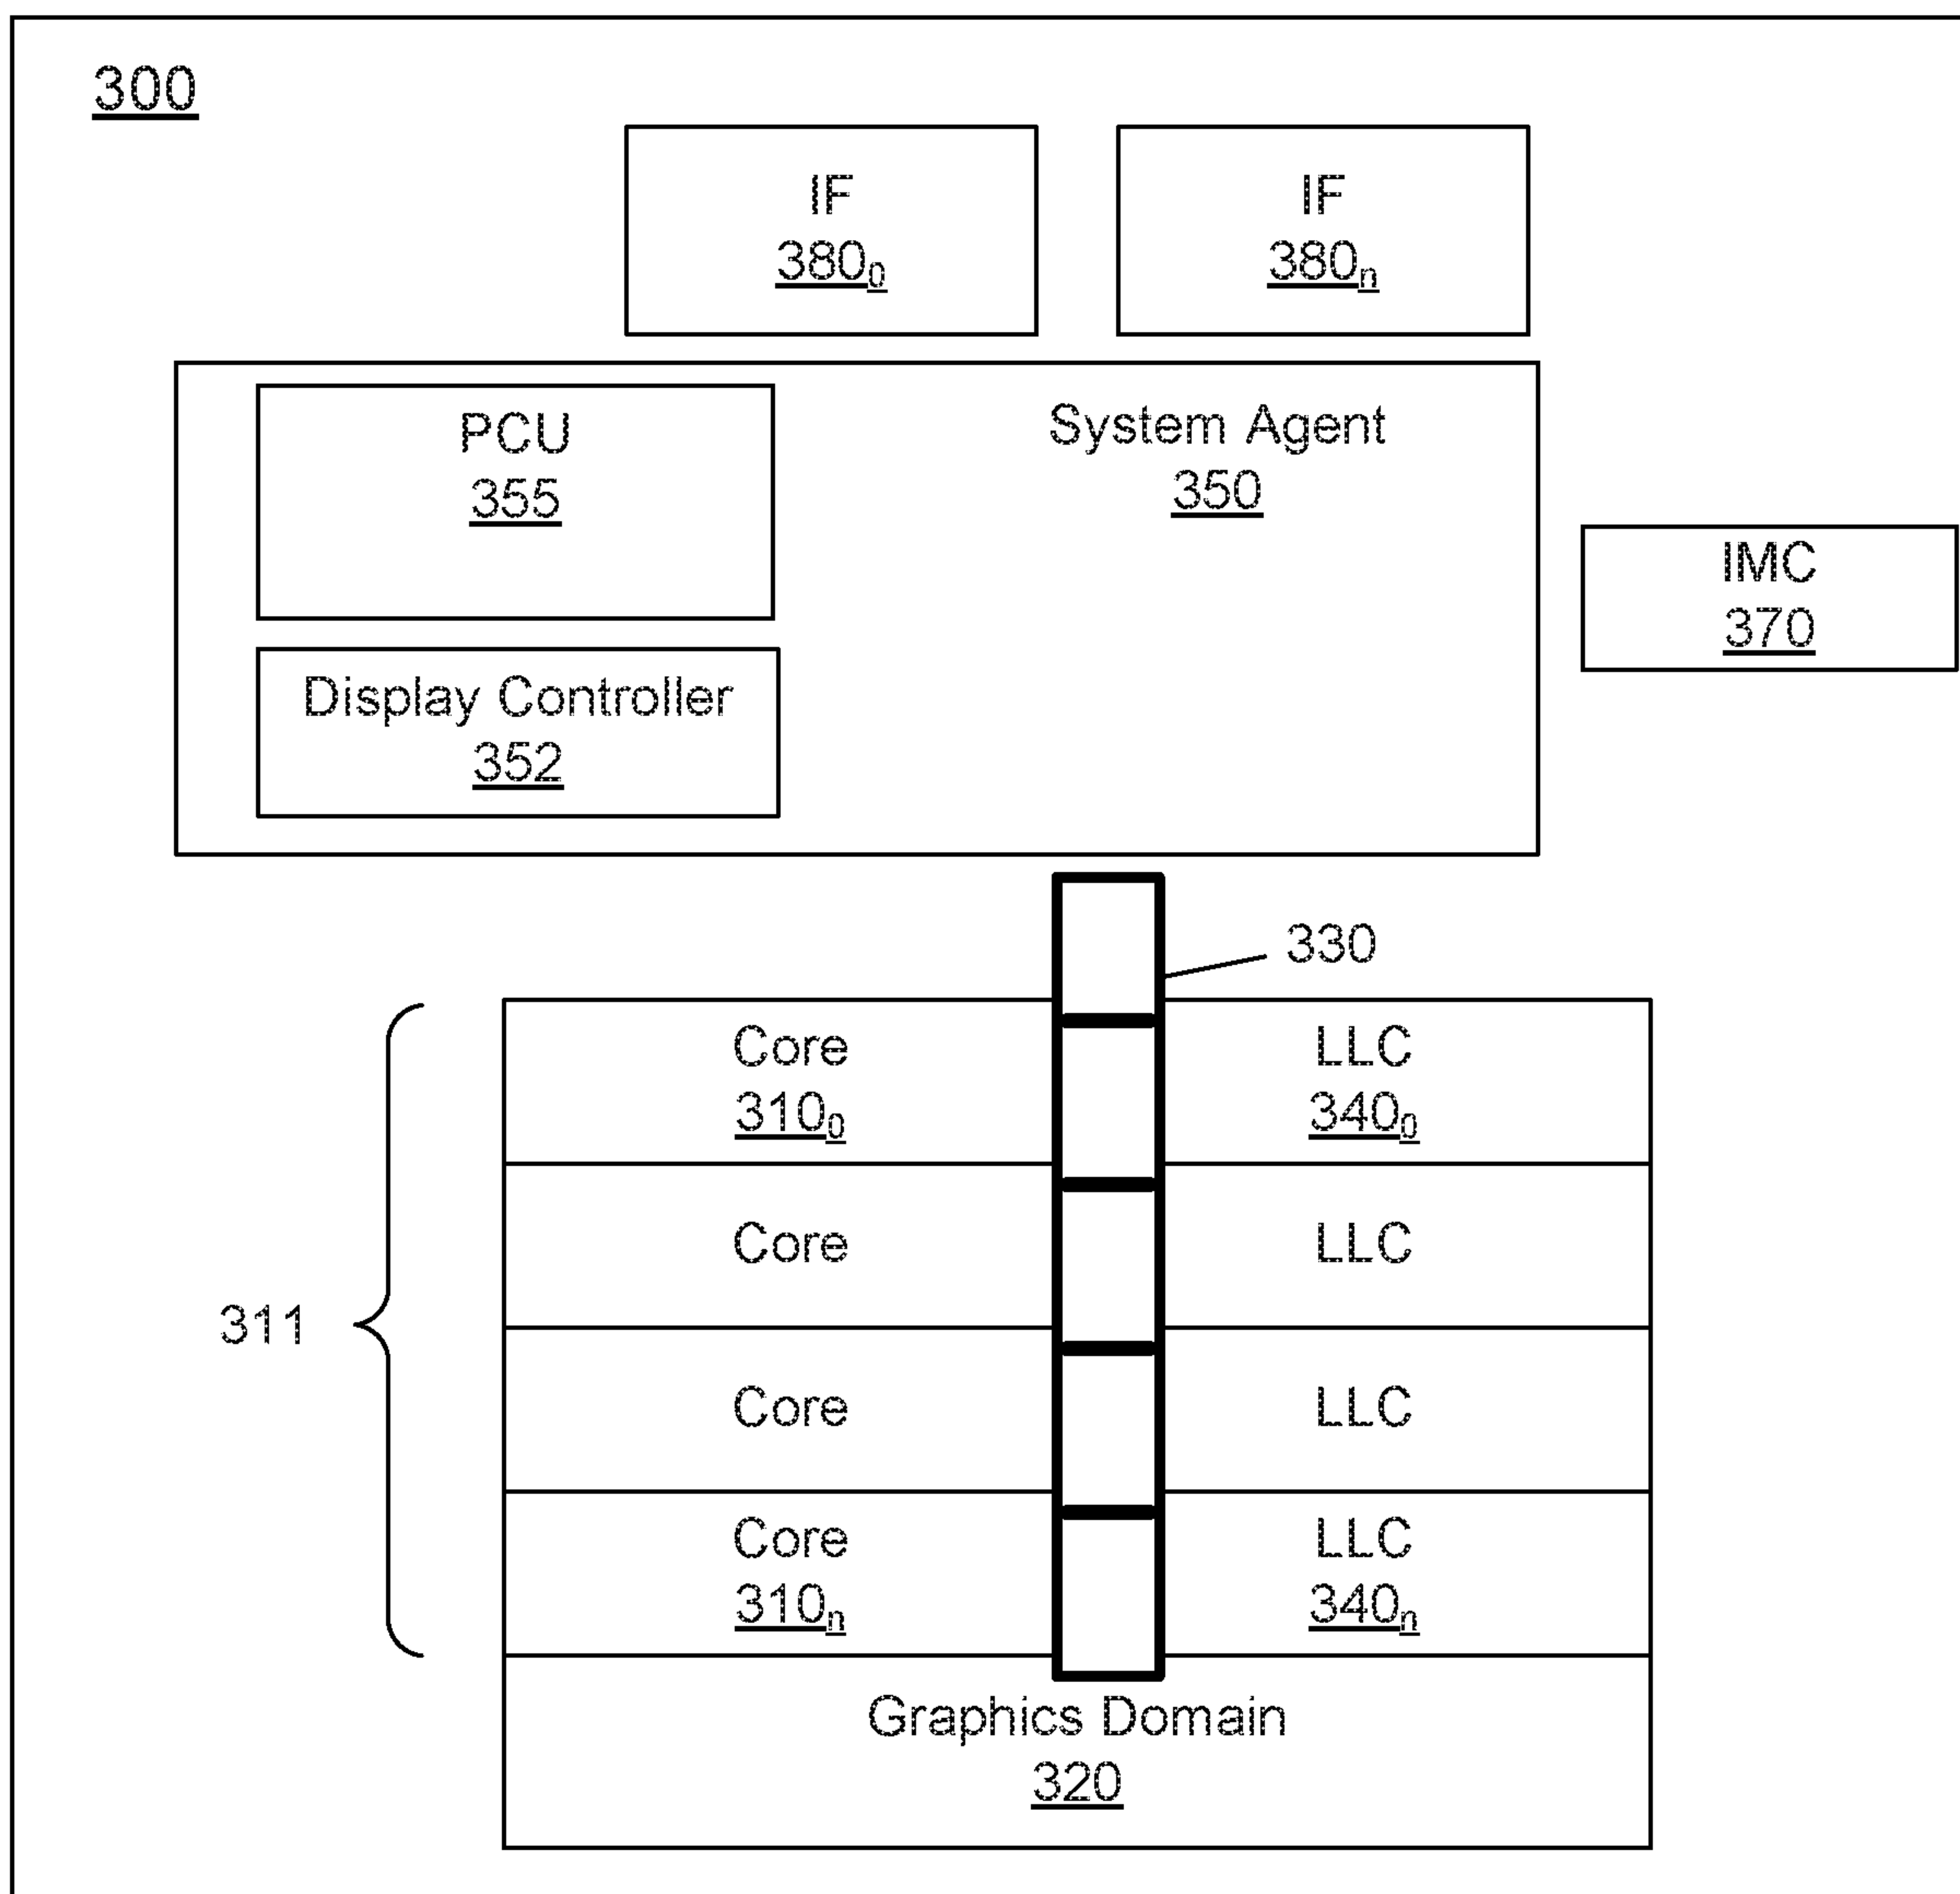 300
IF
380₀
IF
380ₙ
PCU
355
System Agent
350
IMC
370
Display Controller
352
330
Core
310₀
LLC
340₀
Core
LLC
311
Core
LLC
Core
310ₙ
LLC
340ₙ
Graphics Domain
320